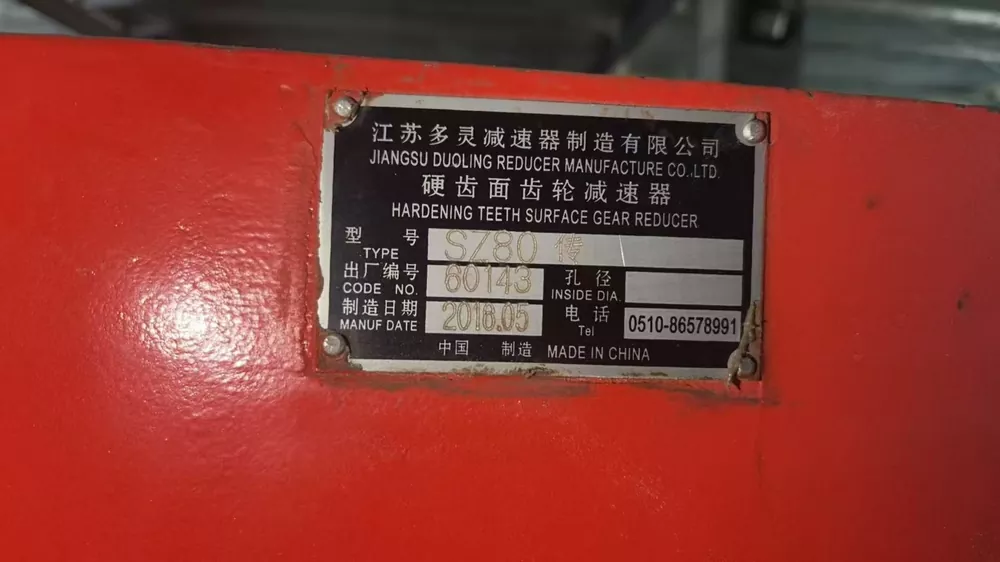 江苏多灵减速器制造有限公司
JIANGSU DUOLING REDUCER MANUFACTURE CO.,LTD.
硬齿面齿轮减速器
HARDENING TEETH SURFACE GEAR REDUCER
型 号 SZ80 传
TYPE
出厂编号 60143 孔 径
CODE NO. INSIDE DIA.
制造日期 2018.05 电 话 0510-86578991
MANUF DATE Tel
中国 制造 MADE IN CHINA